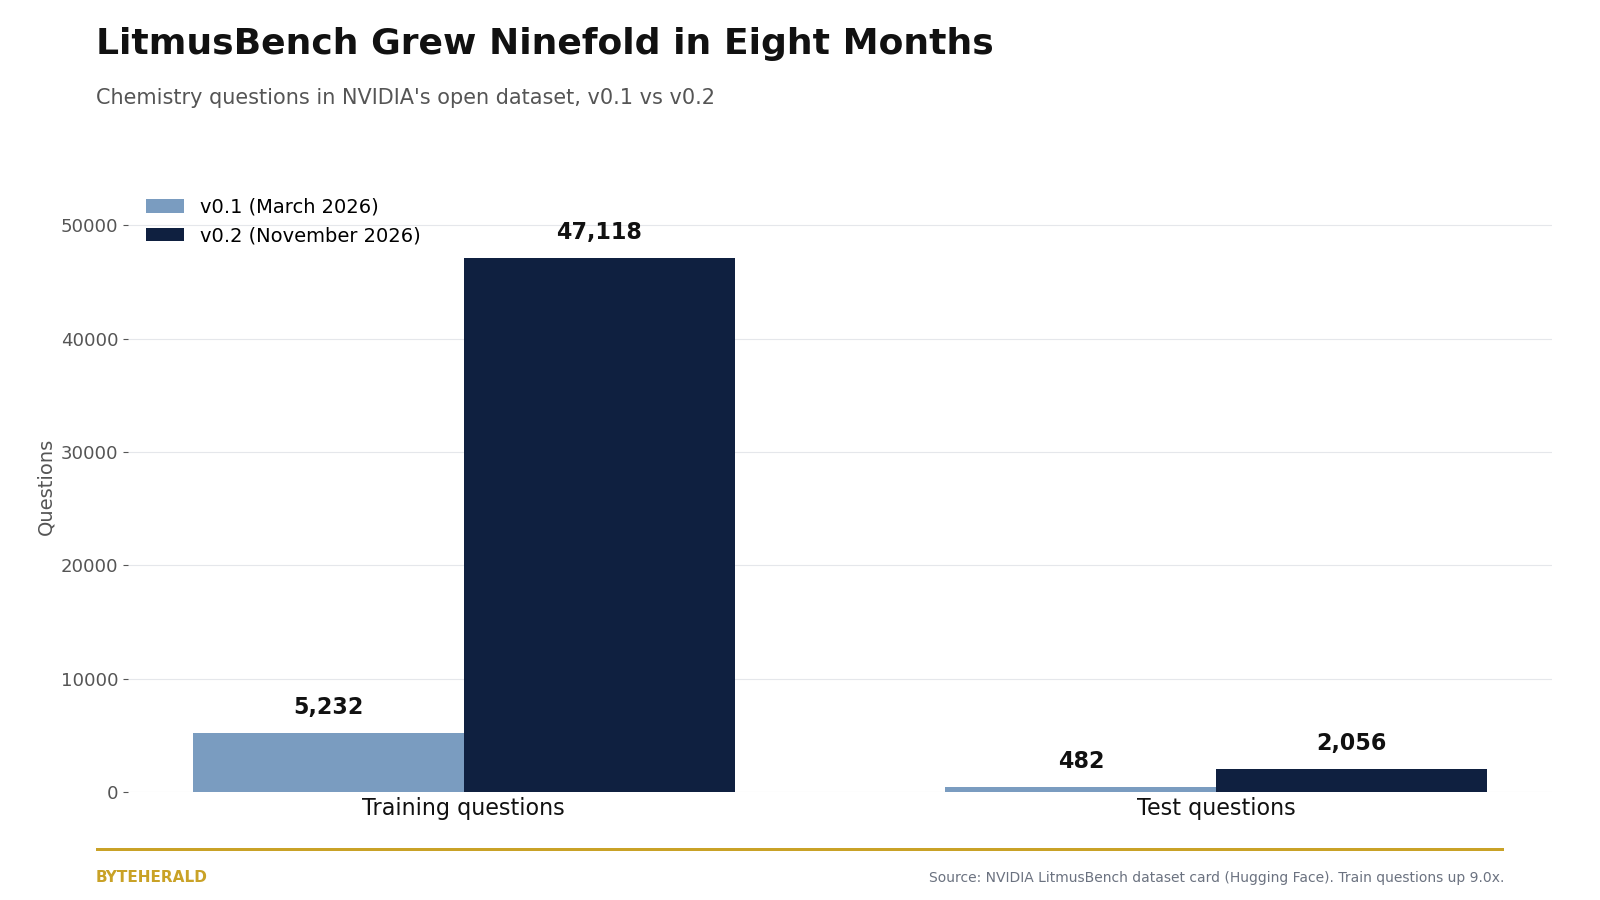 LitmusBench Grew Ninefold in Eight Months
Chemistry questions in NVIDIA's open dataset, v0.1 vs v0.2
v0.1 (March 2026)
v0.2 (November 2026)
Questions
50000
40000
30000
20000
10000
0
5,232
47,118
482
2,056
Training questions
Test questions
BYTEHERALD
Source: NVIDIA LitmusBench dataset card (Hugging Face). Train questions up 9.0x.